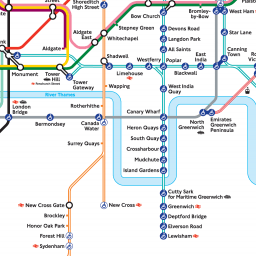 Street
Shoreditch
High Street
Bow Church
Bromley-
by-Bow
West Ham
Stepney Green
Aldgate
East
Whitechapel
Devons Road
Langdon Park
Star Lane
Aldgate
All Saints
East
India
Canning
Town
Shadwell
Westferry
Poplar
Monument
Tower
Hill
Limehouse
Blackwall
Tower
Gateway
Wapping
West India
Quay
River Thames
London
Bridge
Rotherhithe
Canary Wharf
Bermondsey
Canada
Water
Heron Quays
North
Greenwich
Emirates
Greenwich
Peninsula
South Quay
Surrey Quays
Crossharbour
Mudchute
Island Gardens
Cutty Sark
for Maritime Greenwich
New Cross Gate
New Cross
Greenwich
Brockley
Deptford Bridge
Honor Oak Park
Elverson Road
Forest Hill
Lewisham
Sydenham